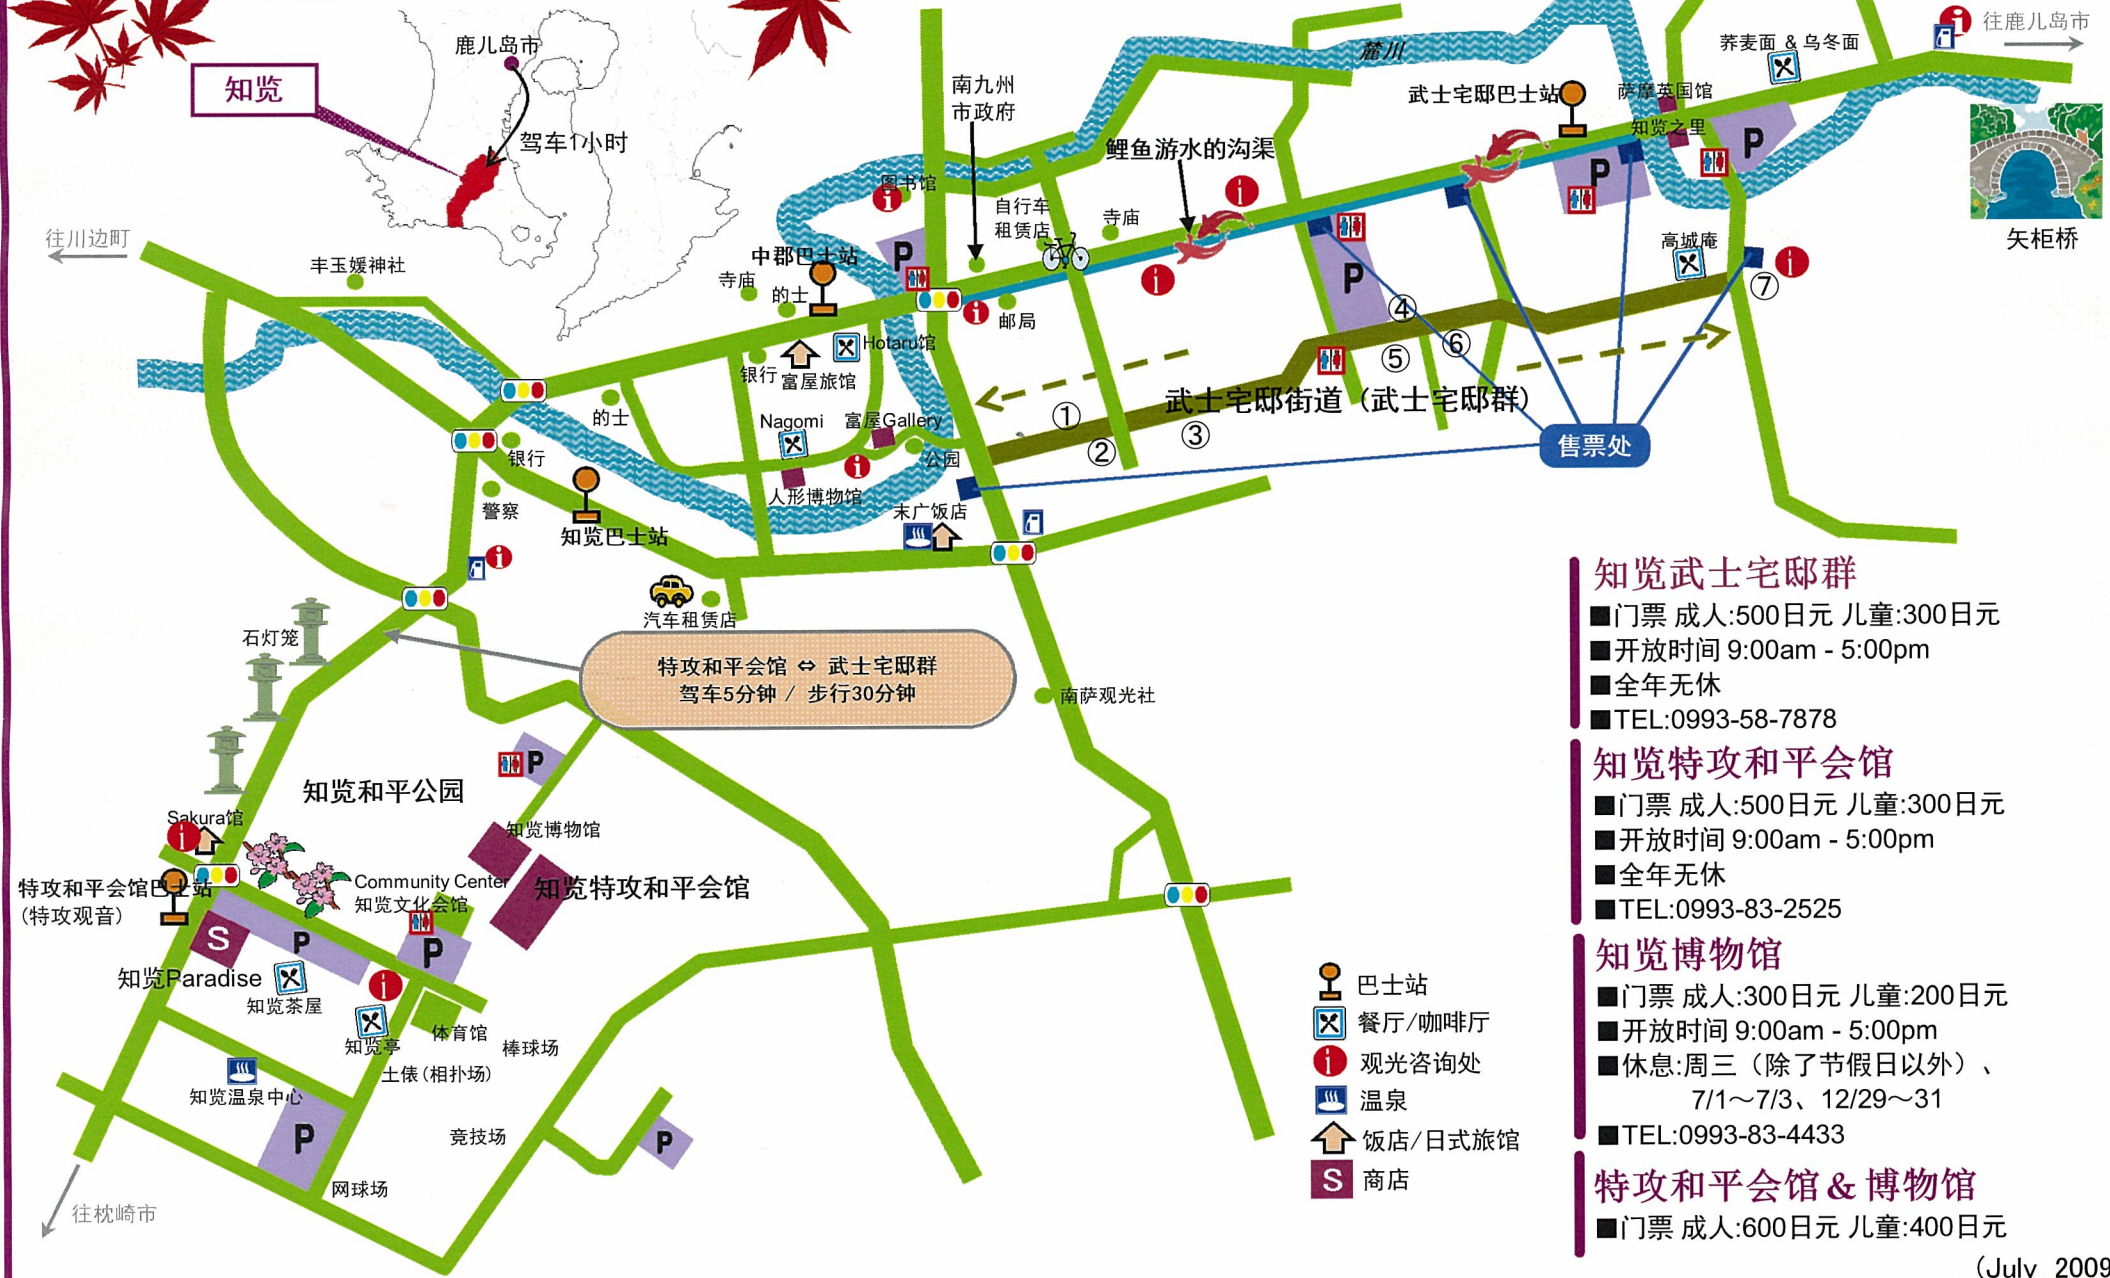 鹿儿岛市
知览
驾车1小时
往川边町
丰玉媛神社
寺庙
的士
中郡巴士站
图书馆
南九州
市政府
自行车
租赁店
寺庙
鲤鱼游水的沟渠
麓川
武士宅邸巴士站
萨摩英国馆
知览之里
荞麦面 & 乌冬面
往鹿儿岛市
矢柜桥
高城庵
P
P
P
P
邮局
Hotaru馆
银行
富屋旅馆
的士
Nagomi
富屋Gallery
公园
人形博物馆
末广饭店
银行
警察
知览巴士站
汽车租赁店
①
②
③
④
⑤
⑥
⑦
武士宅邸街道（武士宅邸群）
售票处
石灯笼
特攻和平会馆 ⇔ 武士宅邸群
驾车5分钟 / 步行30分钟
南萨观光社
知览和平公园
P
知览博物馆
知览特攻和平会馆
Sakura馆
特攻和平会馆巴士站
(特攻观音)
Community Center
知览文化会馆
S
P
P
知览Paradise
知览茶屋
知览亭
体育馆
棒球场
土俵(相扑场)
知览温泉中心
P
竞技场
P
网球场
往枕崎市
巴士站
餐厅/咖啡厅
观光咨询处
温泉
饭店/日式旅馆
S 商店
知览武士宅邸群
■门票 成人:500日元 儿童:300日元
■开放时间 9:00am - 5:00pm
■全年无休
■TEL:0993-58-7878
知览特攻和平会馆
■门票 成人:500日元 儿童:300日元
■开放时间 9:00am - 5:00pm
■全年无休
■TEL:0993-83-2525
知览博物馆
■门票 成人:300日元 儿童:200日元
■开放时间 9:00am - 5:00pm
■休息:周三（除了节假日以外）、
7/1～7/3、12/29～31
■TEL:0993-83-4433
特攻和平会馆&博物馆
■门票 成人:600日元 儿童:400日元
(July 2009